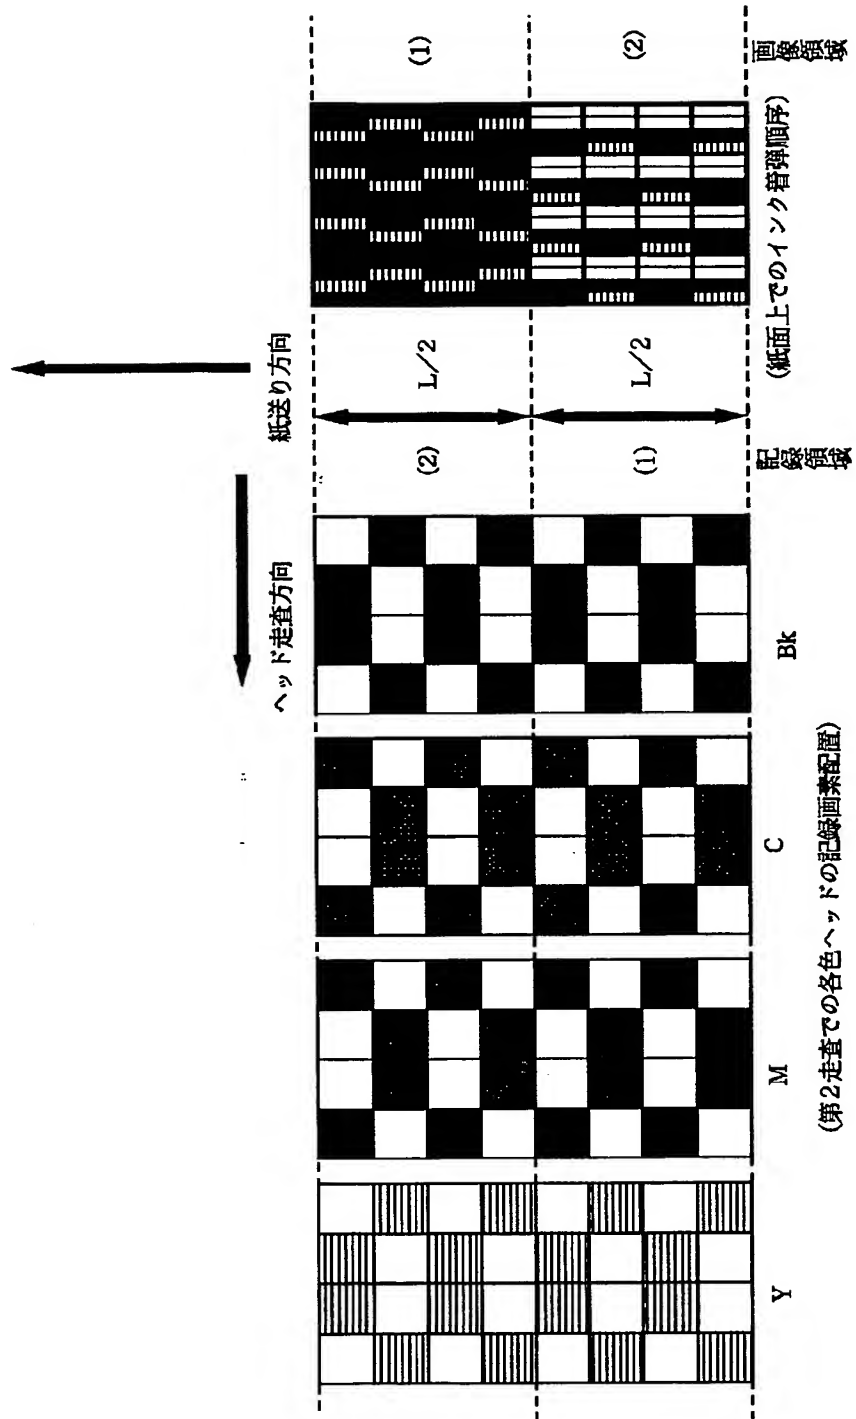 (1)
(2)
画像領域
(紙面上でのインク着弾順序)
紙送り方向
L/2
L/2
(2)
(1)
記録領域
ヘッド走査方向
Bk
C
M
Y
(第2走査での各色ヘッドの記録画素配置)